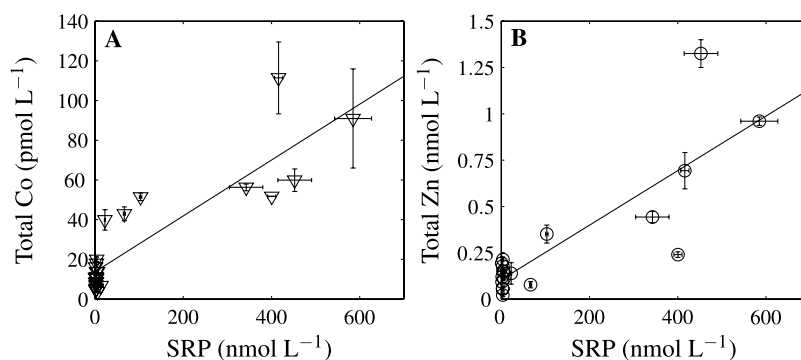 A
B
140
120
100
80
60
40
20
0
Total Co (pmol L⁻¹)
0 200 400 600
SRP (nmol L⁻¹)
1.5
1.25
1
0.75
0.5
0.25
0
Total Zn (nmol L⁻¹)
0 200 400 600
SRP (nmol L⁻¹)